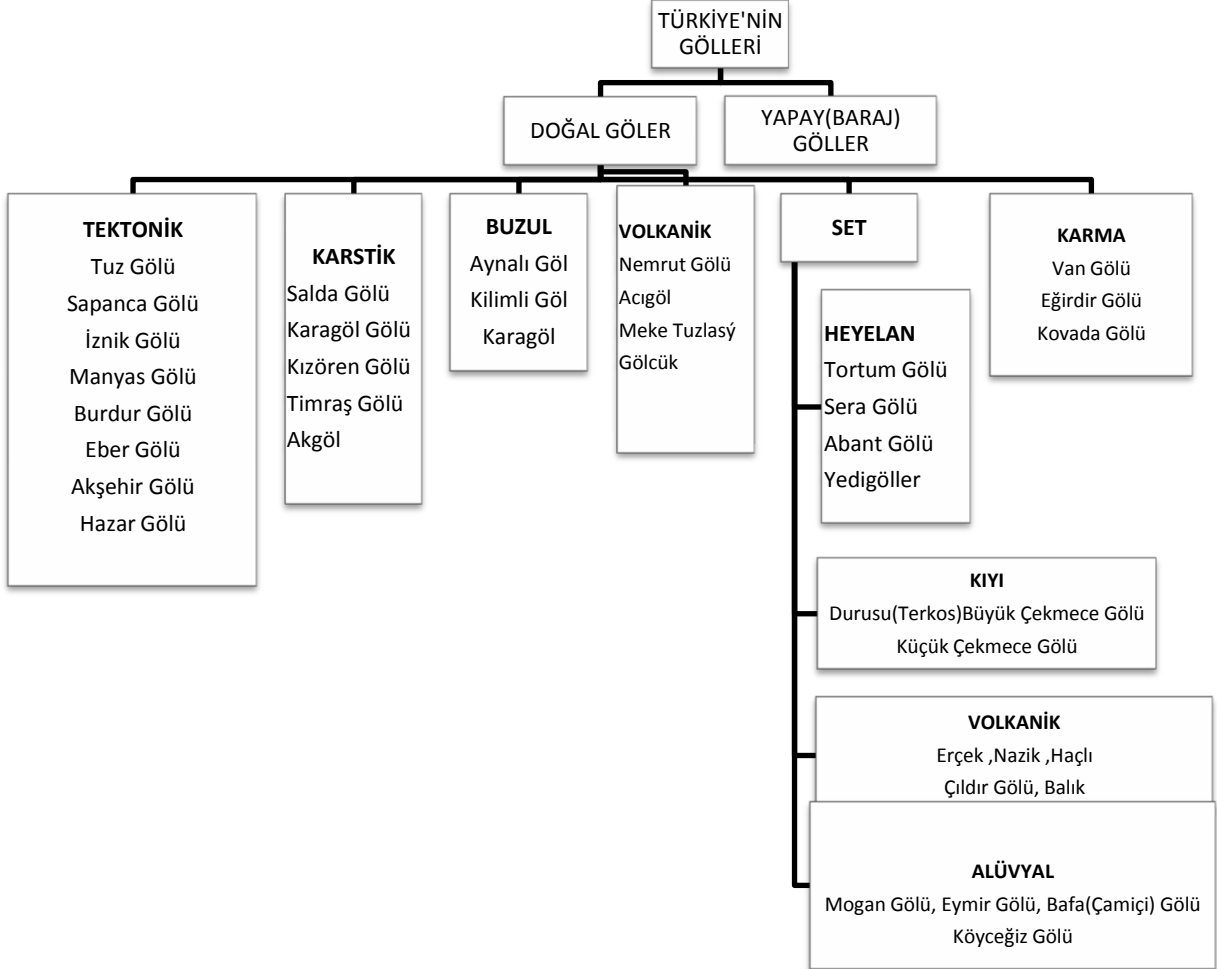 TÜRKİYE'NİN
GÖLLERİ
DOĞAL GÖLER
YAPAY(BARAJ)
GÖLLER
TEKTONİK
Tuz Gölü
Sapanca Gölü
İznik Gölü
Manyas Gölü
Burdur Gölü
Eber Gölü
Akşehir Gölü
Hazar Gölü
KARSTİK
Salda Gölü
Karagöl Gölü
Kızören Gölü
Timraş Gölü
Akgöl
BUZUL
Aynalı Göl
Kilimli Göl
Karagöl
VOLKANİK
Nemrut Gölü
Acıgöl
Meke Tuzlasý
Gölcük
SET
HEYELAN
Tortum Gölü
Sera Gölü
Abant Gölü
Yedigöller
KIYI
Durusu(Terkos)Büyük Çekmece Gölü
Küçük Çekmece Gölü
VOLKANİK
Erçek ,Nazik ,Haçlı
Çıldır Gölü, Balık
ALÜVYAL
Mogan Gölü, Eymir Gölü, Bafa(Çamiçi) Gölü
Köyceğiz Gölü
KARMA
Van Gölü
Eğirdir Gölü
Kovada Gölü